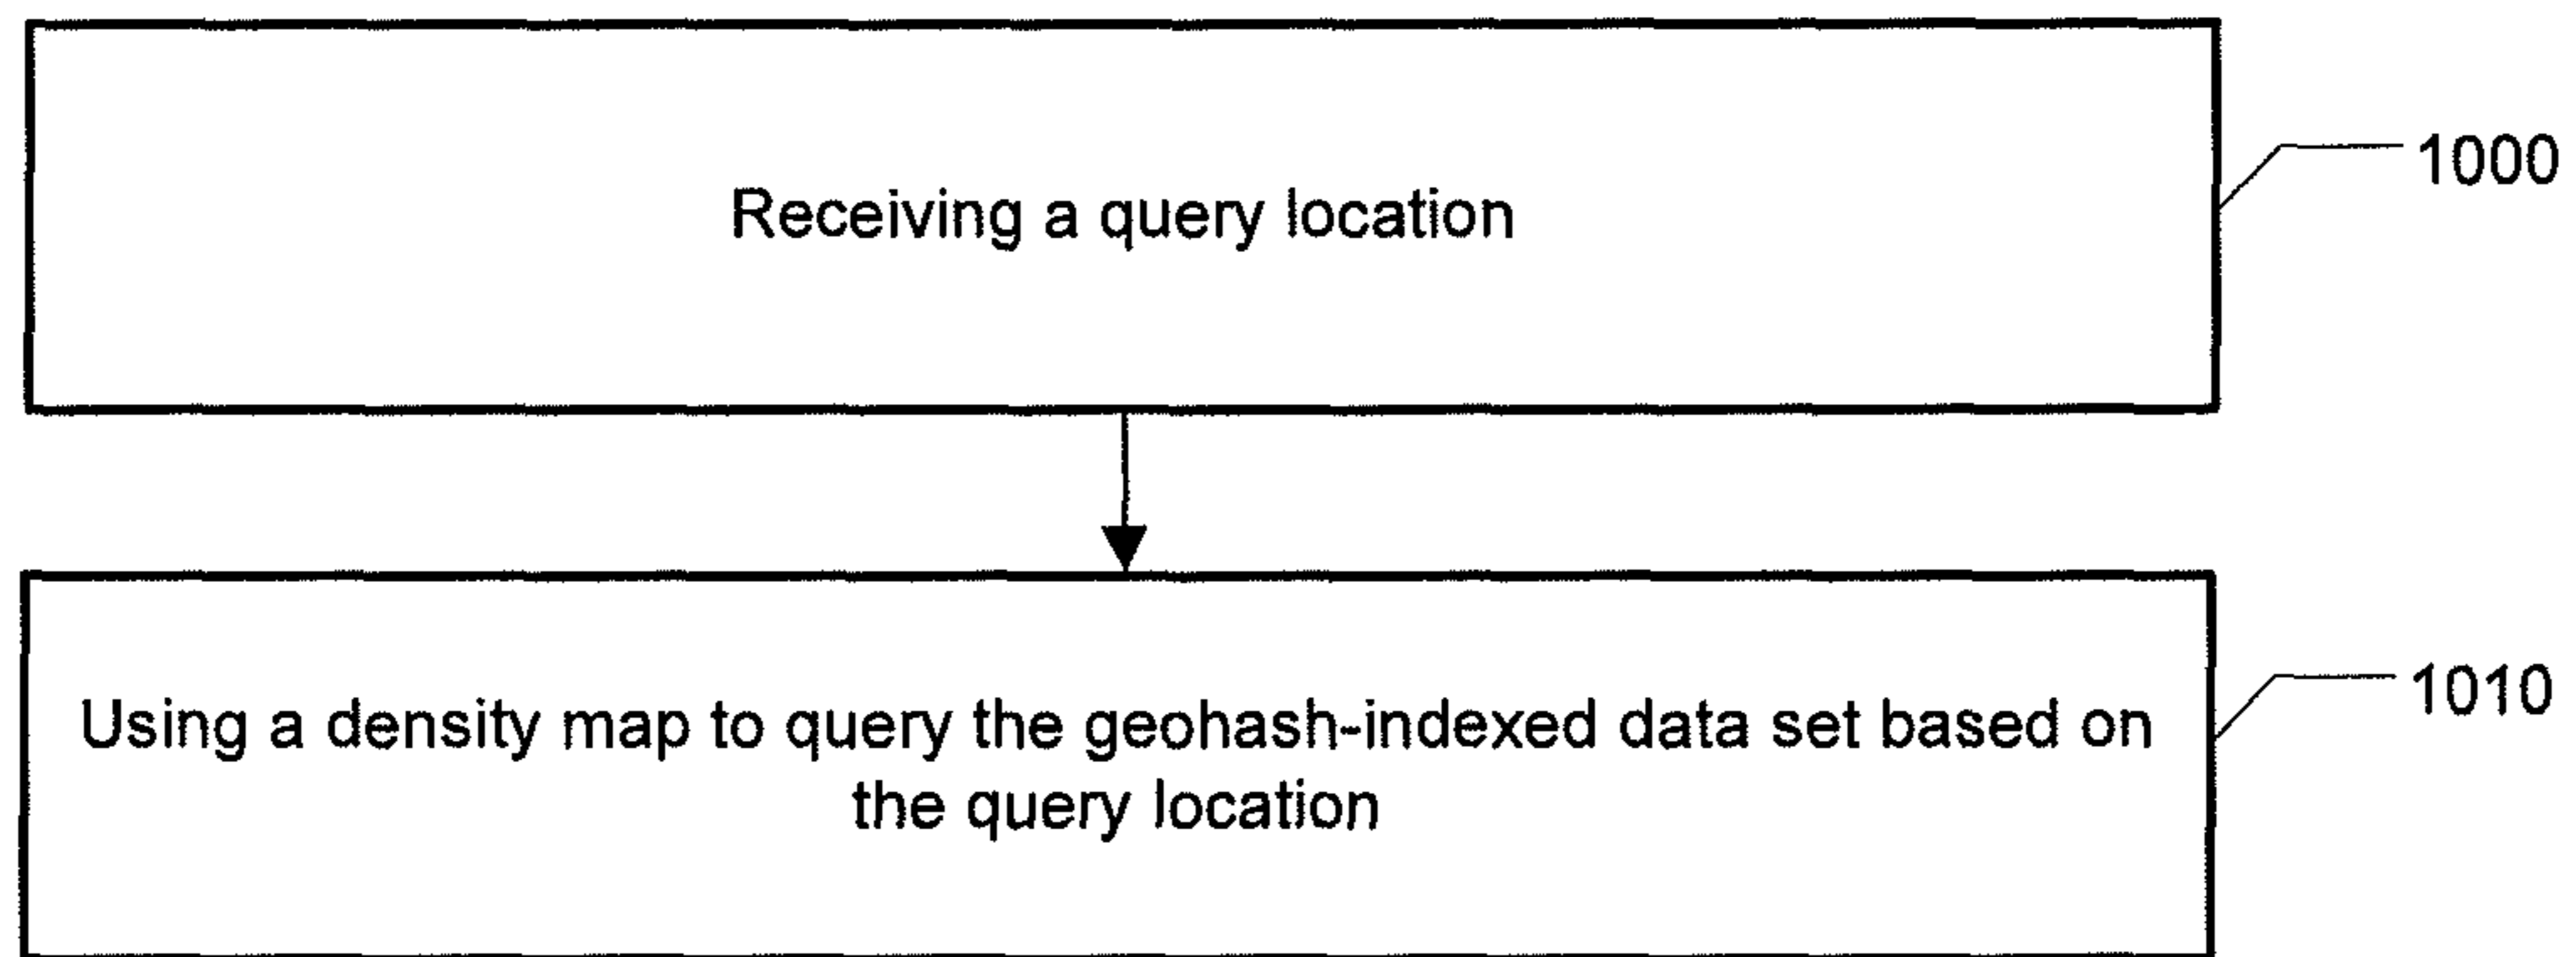 Receiving a query location
1000
Using a density map to query the geohash-indexed data set based on
the query location
1010